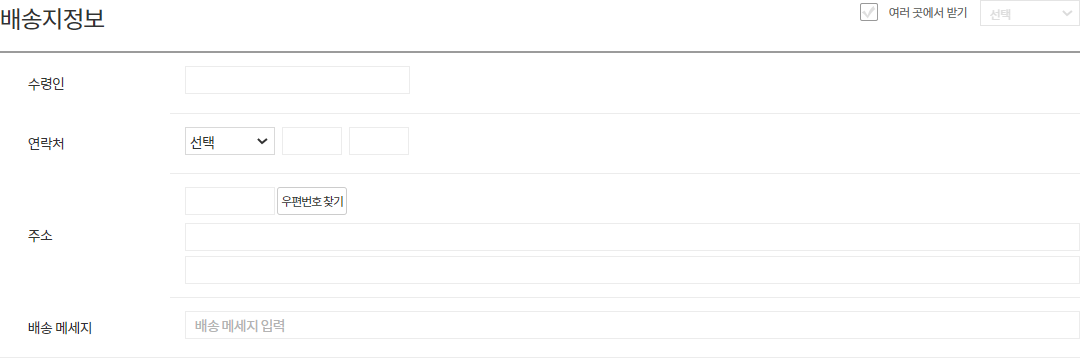 배송지정보
여러 곳에서 받기 선택
수령인
연락처 선택
우편번호 찾기
주소
배송 메세지 배송 메세지 입력